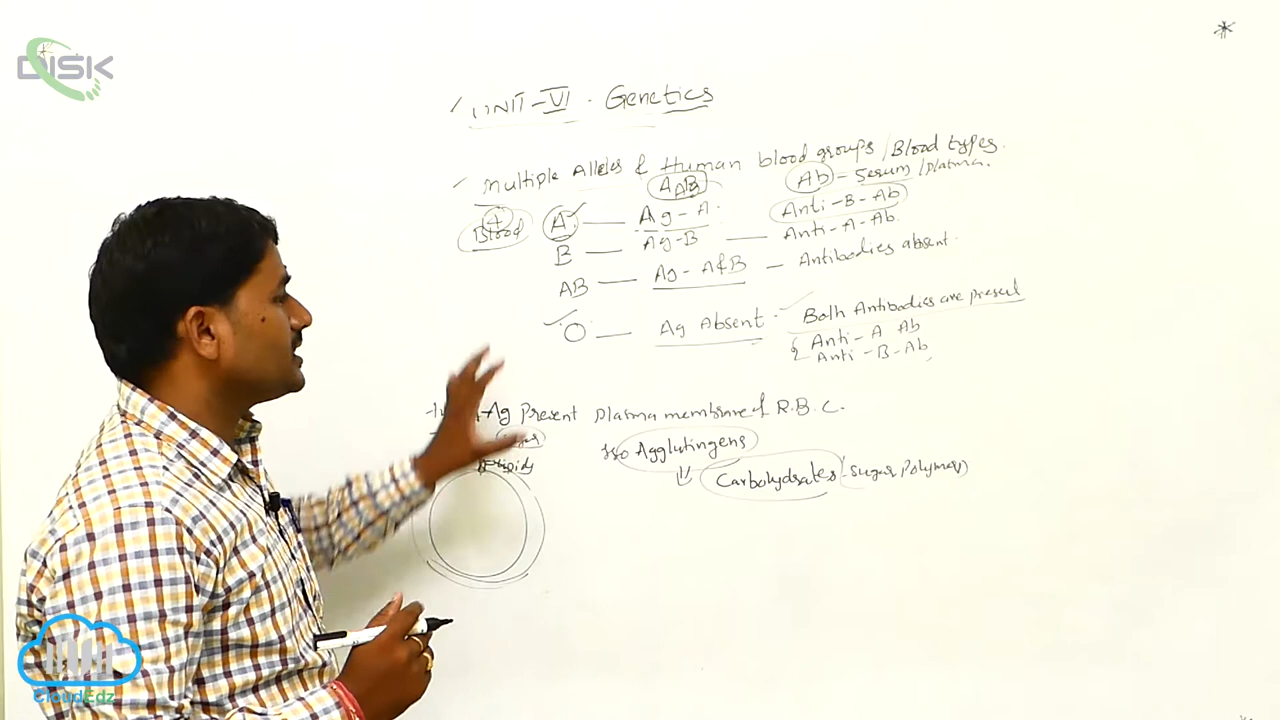 DISK
UNIT-VI. Genetics
Multiple Alleles & Human blood groups / Blood types.
Ab = Serum / plasma.
Blood A — Ag - A Anti - B - Ab
B — Ag - B — Anti - A - Ab.
AB — Ag - A&B — Antibodies absent.
O — Ag Absent - Both Antibodies are present
{ Anti - A Ab
Anti - B - Ab
Ag present plasma membrane of R.B.C.
Iso Agglutingens
Carbohydrates (sugar polymers)
CloudEdz